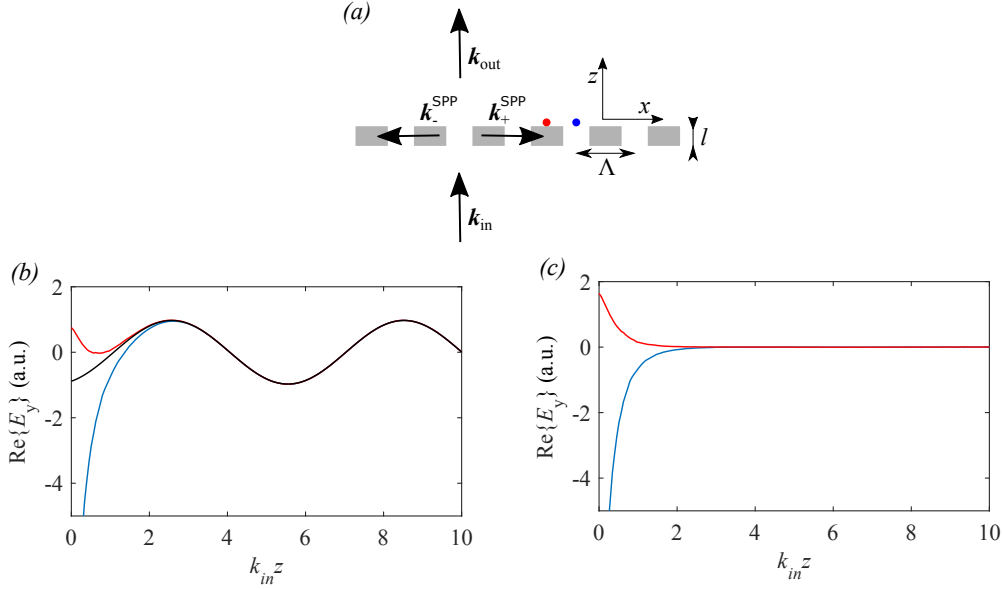 (a)
k_out
z
k_-^SPP
k_+^SPP
x
l
Λ
k_in
(b)
(c)
2
0
-2
-4
Re{E_y} (a.u.)
0 2 4 6 8 10
k_in z
2
0
-2
-4
Re{E_y} (a.u.)
0 2 4 6 8 10
k_in z